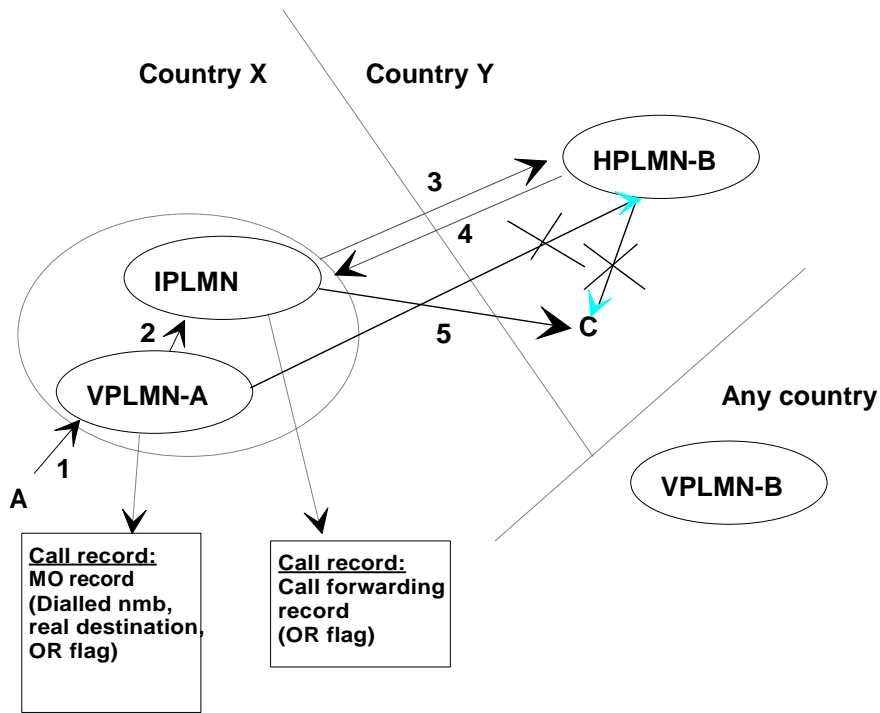 Country X
Country Y
HPLMN-B
3
4
IPLMN
5
C
2
VPLMN-A
Any country
1
A
VPLMN-B
Call record:
MO record
(Dialled nmb,
real destination,
OR flag)
Call record:
Call forwarding
record
(OR flag)